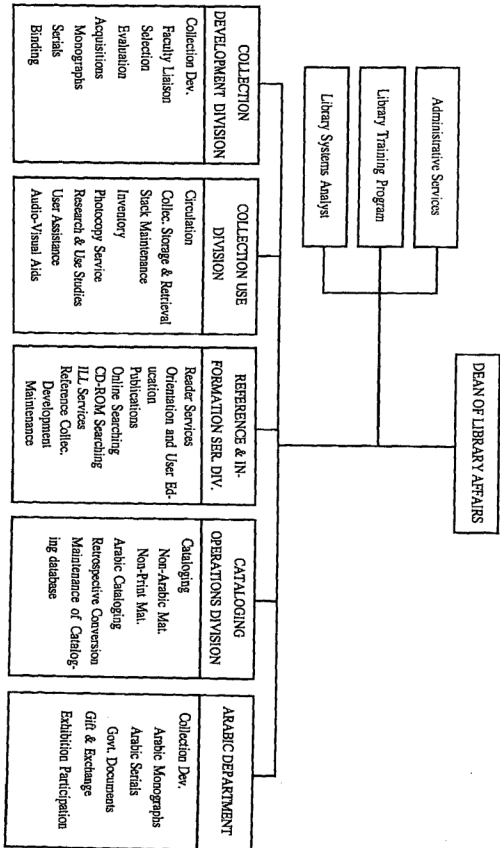 DEAN OF LIBRARY AFFAIRS
Administrative Services
Library Training Program
Library Systems Analyst
COLLECTION
DEVELOPMENT DIVISION
Collection Dev.
Faculty Liaison
Selection
Evaluation
Acquisitions
Monographs
Serials
Binding
COLLECTION USE
DIVISION
Circulation
Collec. Storage & Retrieval
Stack Maintenance
Inventory
Photocopy Service
Research & Use Studies
User Assistance
Audio-Visual Aids
REFERENCE & IN-
FORMATION SER. DIV.
Reader Services
Orientation and User Ed-
ucation
Publications
Online Searching
CD-ROM Searching
ILL Services
Reference Collec.
Development
Maintenance
CATALOGING
OPERATIONS DIVISION
Cataloging
Non-Arabic Mat.
Non-Print Mat.
Arabic Cataloging
Retrospective Conversion
Maintenance of Catalog-
ing database
ARABIC DEPARTMENT
Collection Dev.
Arabic Monographs
Arabic Serials
Govt. Documents
Gift & Exchange
Exhibition Participation